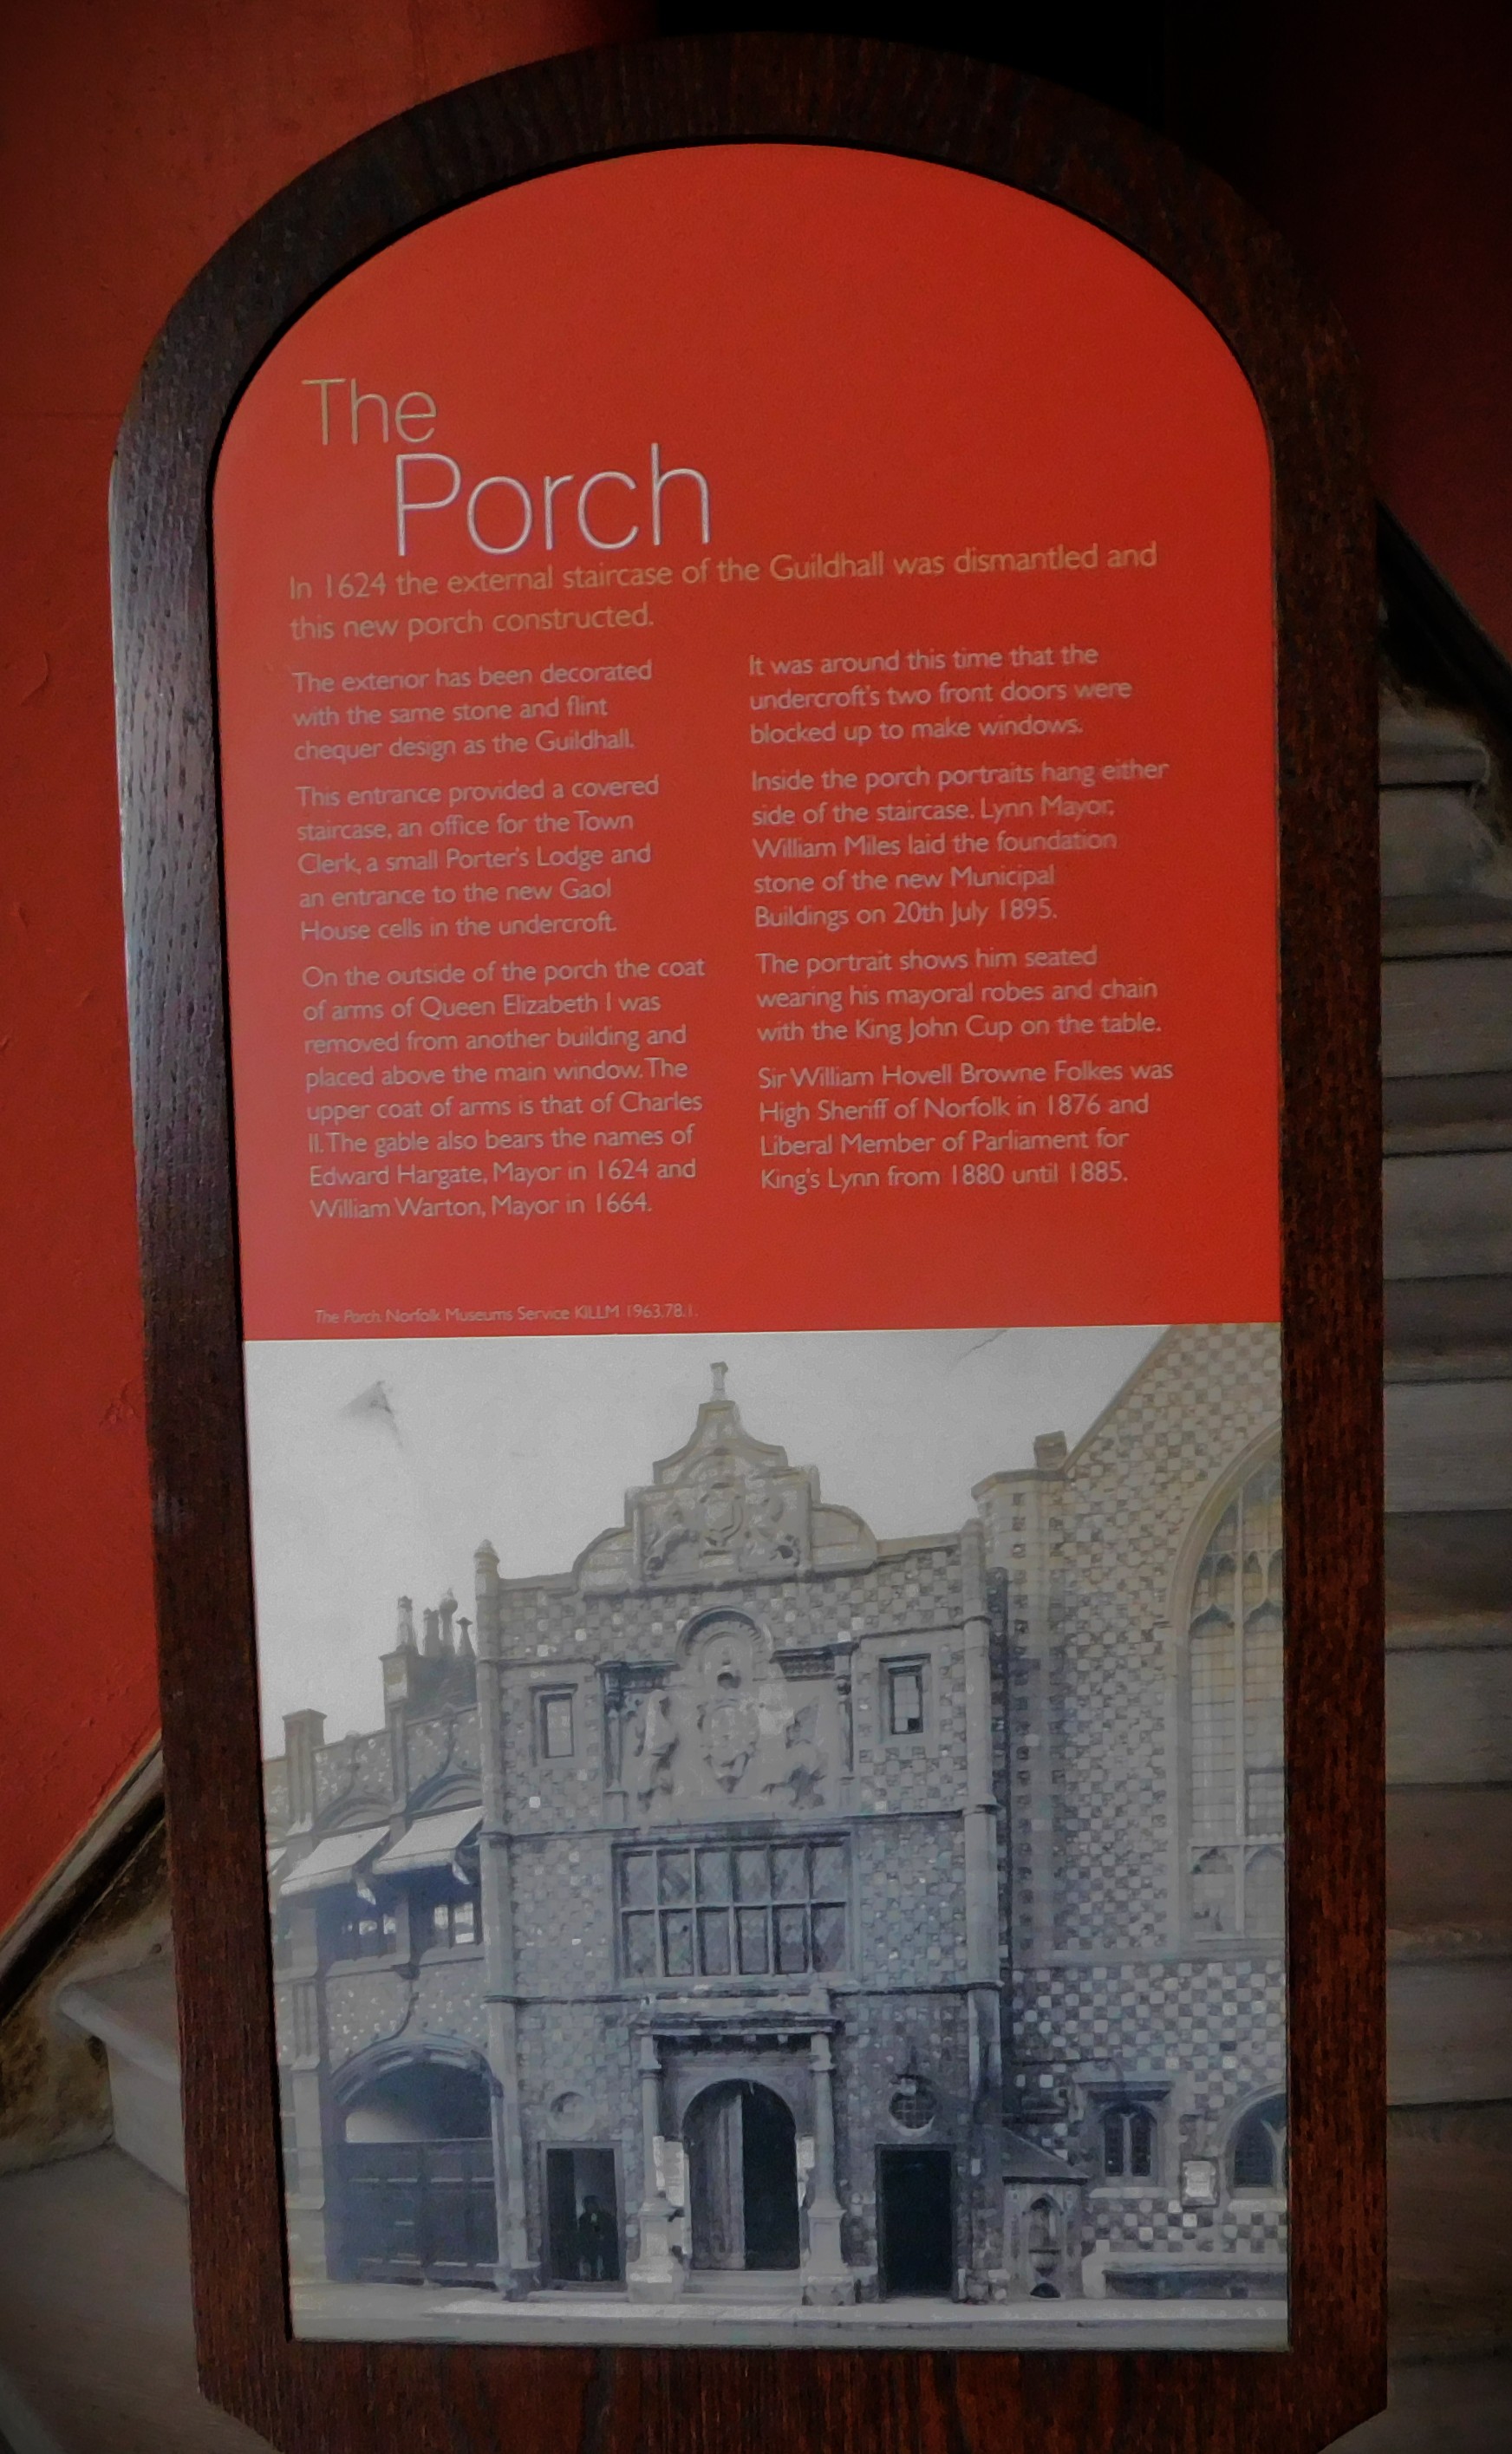 The
Porch
In 1624 the external staircase of the Guildhall was dismantled and
this new porch constructed.
The exterior has been decorated
with the same stone and flint
chequer design as the Guildhall.
This entrance provided a covered
staircase, an office for the Town
Clerk, a small Porter's Lodge and
an entrance to the new Gaol
House cells in the undercroft.
On the outside of the porch the coat
of arms of Queen Elizabeth I was
removed from another building and
placed above the main window. The
upper coat of arms is that of Charles
II. The gable also bears the names of
Edward Hargate, Mayor in 1624 and
William Warton, Mayor in 1664.
It was around this time that the
undercroft's two front doors were
blocked up to make windows.
Inside the porch portraits hang either
side of the staircase. Lynn Mayor,
William Miles laid the foundation
stone of the new Municipal
Buildings on 20th July 1895.
The portrait shows him seated
wearing his mayoral robes and chain
with the King John Cup on the table.
Sir William Hovell Browne Folkes was
High Sheriff of Norfolk in 1876 and
Liberal Member of Parliament for
King's Lynn from 1880 until 1885.
The Porch. Norfolk Museums Service KILLM 1963.78.1.